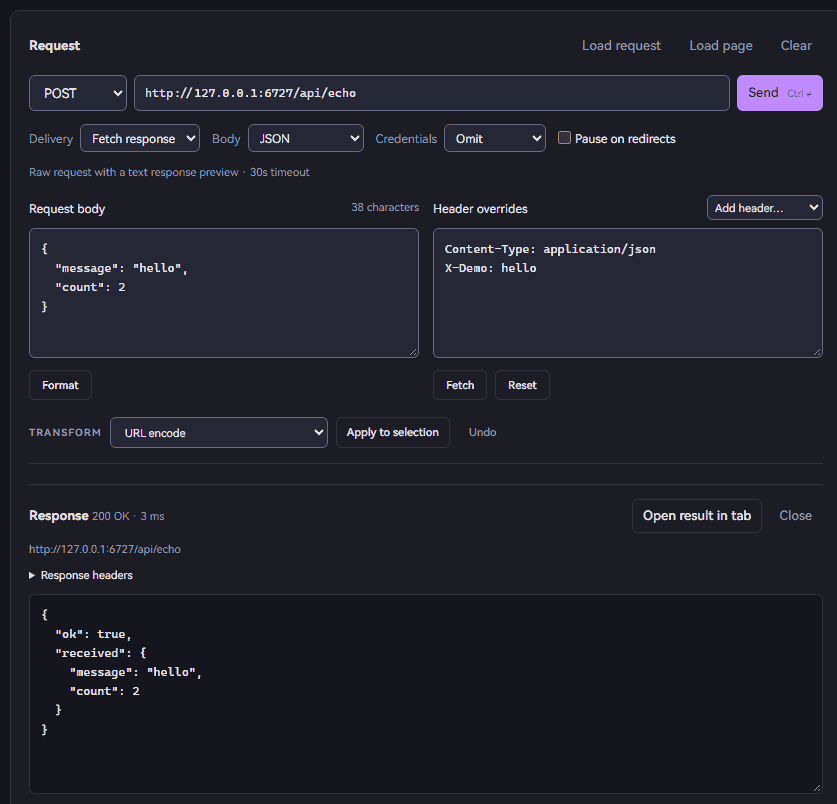 Request Load request Load page Clear
POST http://127.0.0.1:6727/api/echo Send Ctrl ↵
Delivery Fetch response Body JSON Credentials Omit Pause on redirects
Raw request with a text response preview · 30s timeout
Request body 38 characters Header overrides Add header...
{
  "message": "hello",
  "count": 2
}
Content-Type: application/json
X-Demo: hello
Format Fetch Reset
TRANSFORM URL encode Apply to selection Undo
Response 200 OK · 3 ms Open result in tab Close
http://127.0.0.1:6727/api/echo
Response headers
{
  "ok": true,
  "received": {
    "message": "hello",
    "count": 2
  }
}